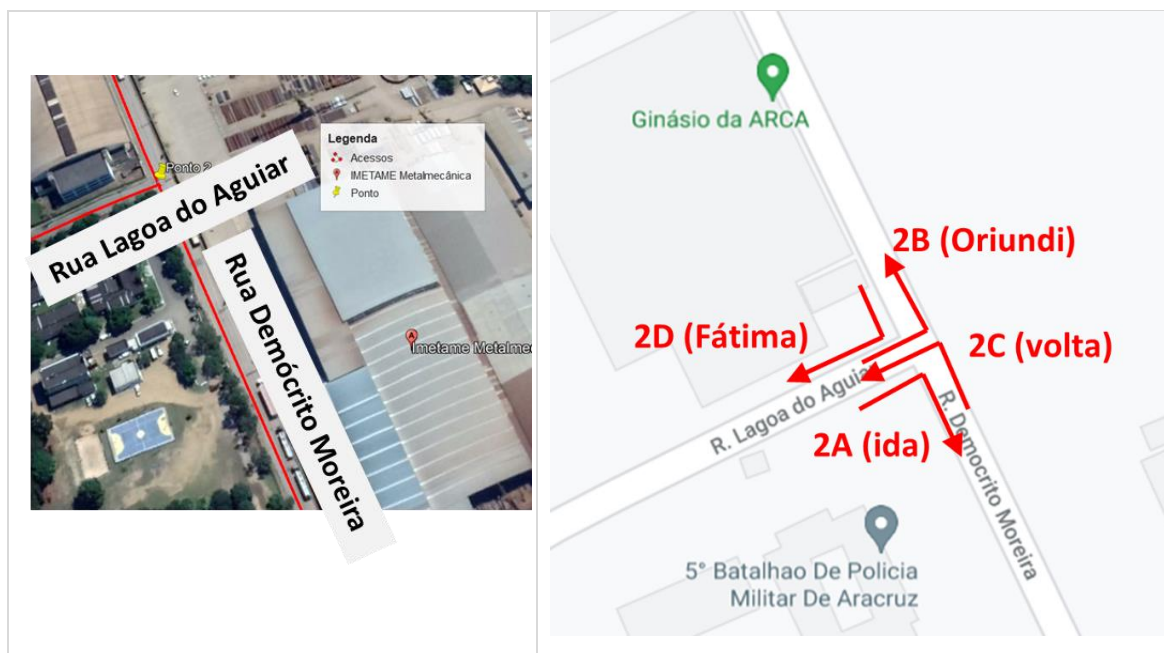 Legenda
Acessos
IMETAME Metalmecânica
Ponto
Ponto 2
Rua Lagoa do Aguiar
Rua Demócrito Moreira
A
Imetame Metalmec
Ginásio da ARCA
2B (Oriundi)
2D (Fátima)
2C (volta)
R. Lagoa do Aguiar
2A (ida)
R. Demócrito Moreira
5° Batalhao De Policia
Militar De Aracruz